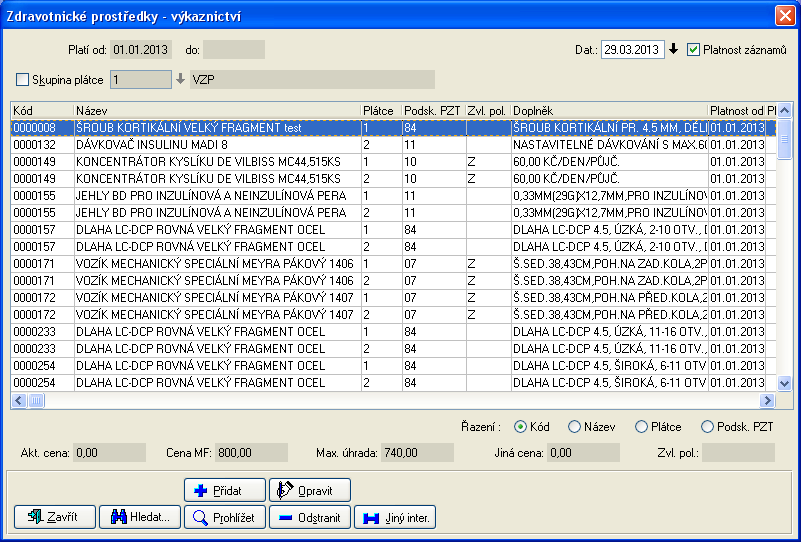 Zdravotnické prostředky - výkaznictví
Platí od: 01.01.2013 do: Dat.: 29.03.2013 Platnost záznamů
Skupina plátce 1 VZP
Kód Název Plátce Podsk. PZT Zvl. pol. Doplněk Platnost od Pl
0000008 ŠROUB KORTIKÁLNÍ VELKÝ FRAGMENT test 1 84 ŠROUB KORTIKÁLNÍ PR. 4.5 MM, DÉLI 01.01.2013
0000132 DÁVKOVAČ INSULINU MADI 8 2 11 NASTAVITELNÉ DÁVKOVÁNÍ S MAX.60 01.01.2013
0000149 KONCENTRÁTOR KYSLÍKU DE VILBISS MC44,515KS 1 10 Z 60,00 KČ/DEN/PŮJČ. 01.01.2013
0000149 KONCENTRÁTOR KYSLÍKU DE VILBISS MC44,515KS 2 10 Z 60,00 KČ/DEN/PŮJČ. 01.01.2013
0000155 JEHLY BD PRO INZULÍNOVÁ A NEINZULÍNOVÁ PERA 1 11 0,33MM(29G)X12,7MM,PRO INZULÍNOV 01.01.2013
0000155 JEHLY BD PRO INZULÍNOVÁ A NEINZULÍNOVÁ PERA 2 11 0,33MM(29G)X12,7MM,PRO INZULÍNOV 01.01.2013
0000157 DLAHA LC-DCP ROVNÁ VELKÝ FRAGMENT OCEL 1 84 DLAHA LC-DCP 4.5, ÚZKÁ, 2-10 OTV., D 01.01.2013
0000157 DLAHA LC-DCP ROVNÁ VELKÝ FRAGMENT OCEL 2 84 DLAHA LC-DCP 4.5, ÚZKÁ, 2-10 OTV., D 01.01.2013
0000171 VOZÍK MECHANICKÝ SPECIÁLNÍ MEYRA PÁKOVÝ 1406 1 07 Z Š.SED.38,43CM,POH.NA ZAD.KOLA,2P 01.01.2013
0000171 VOZÍK MECHANICKÝ SPECIÁLNÍ MEYRA PÁKOVÝ 1406 2 07 Z Š.SED.38,43CM,POH.NA ZAD.KOLA,2P 01.01.2013
0000172 VOZÍK MECHANICKÝ SPECIÁLNÍ MEYRA PÁKOVÝ 1407 1 07 Z Š.SED.38,43CM,POH.NA PŘED.KOLA,2 01.01.2013
0000172 VOZÍK MECHANICKÝ SPECIÁLNÍ MEYRA PÁKOVÝ 1407 2 07 Z Š.SED.38,43CM,POH.NA PŘED.KOLA,2 01.01.2013
0000233 DLAHA LC-DCP ROVNÁ VELKÝ FRAGMENT OCEL 1 84 DLAHA LC-DCP 4.5, ÚZKÁ, 11-16 OTV., 01.01.2013
0000233 DLAHA LC-DCP ROVNÁ VELKÝ FRAGMENT OCEL 2 84 DLAHA LC-DCP 4.5, ÚZKÁ, 11-16 OTV., 01.01.2013
0000254 DLAHA LC-DCP ROVNÁ VELKÝ FRAGMENT OCEL 1 84 DLAHA LC-DCP 4.5, ŠIROKÁ, 6-11 OTV 01.01.2013
0000254 DLAHA LC-DCP ROVNÁ VELKÝ FRAGMENT OCEL 2 84 DLAHA LC-DCP 4.5, ŠIROKÁ, 6-11 OTV 01.01.2013
Řazení : Kód Název Plátce Podsk. PZT
Akt. cena: 0,00 Cena MF: 800,00 Max. úhrada: 740,00 Jiná cena: 0,00 Zvl. pol.:
Přidat Opravit
Zavřít Hledat... Prohlížet Odstranit Jiný inter.